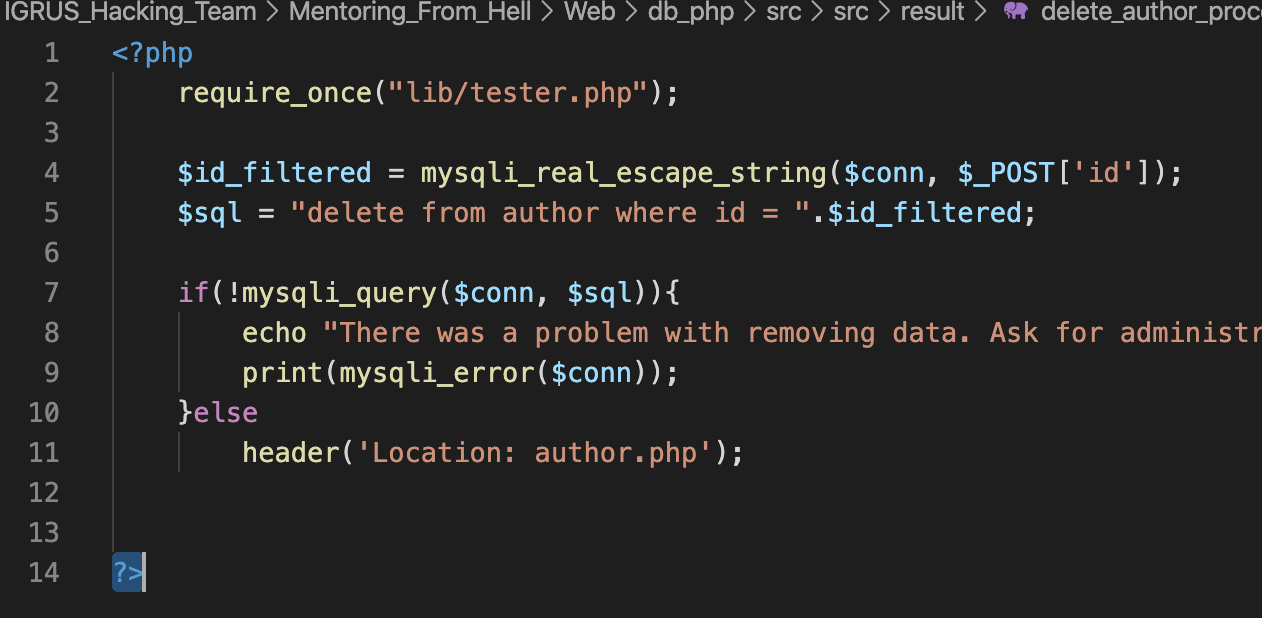 IGRUS_Hacking_Team > Mentoring_From_Hell > Web > db_php > src > src > result > delete_author_proc
1 <?php
2 require_once("lib/tester.php");
3
4 $id_filtered = mysqli_real_escape_string($conn, $_POST['id']);
5 $sql = "delete from author where id = ".$id_filtered;
6
7 if(!mysqli_query($conn, $sql)){
8 echo "There was a problem with removing data. Ask for administr
9 print(mysqli_error($conn));
10 }else
11 header('Location: author.php');
12
13
14 ?>